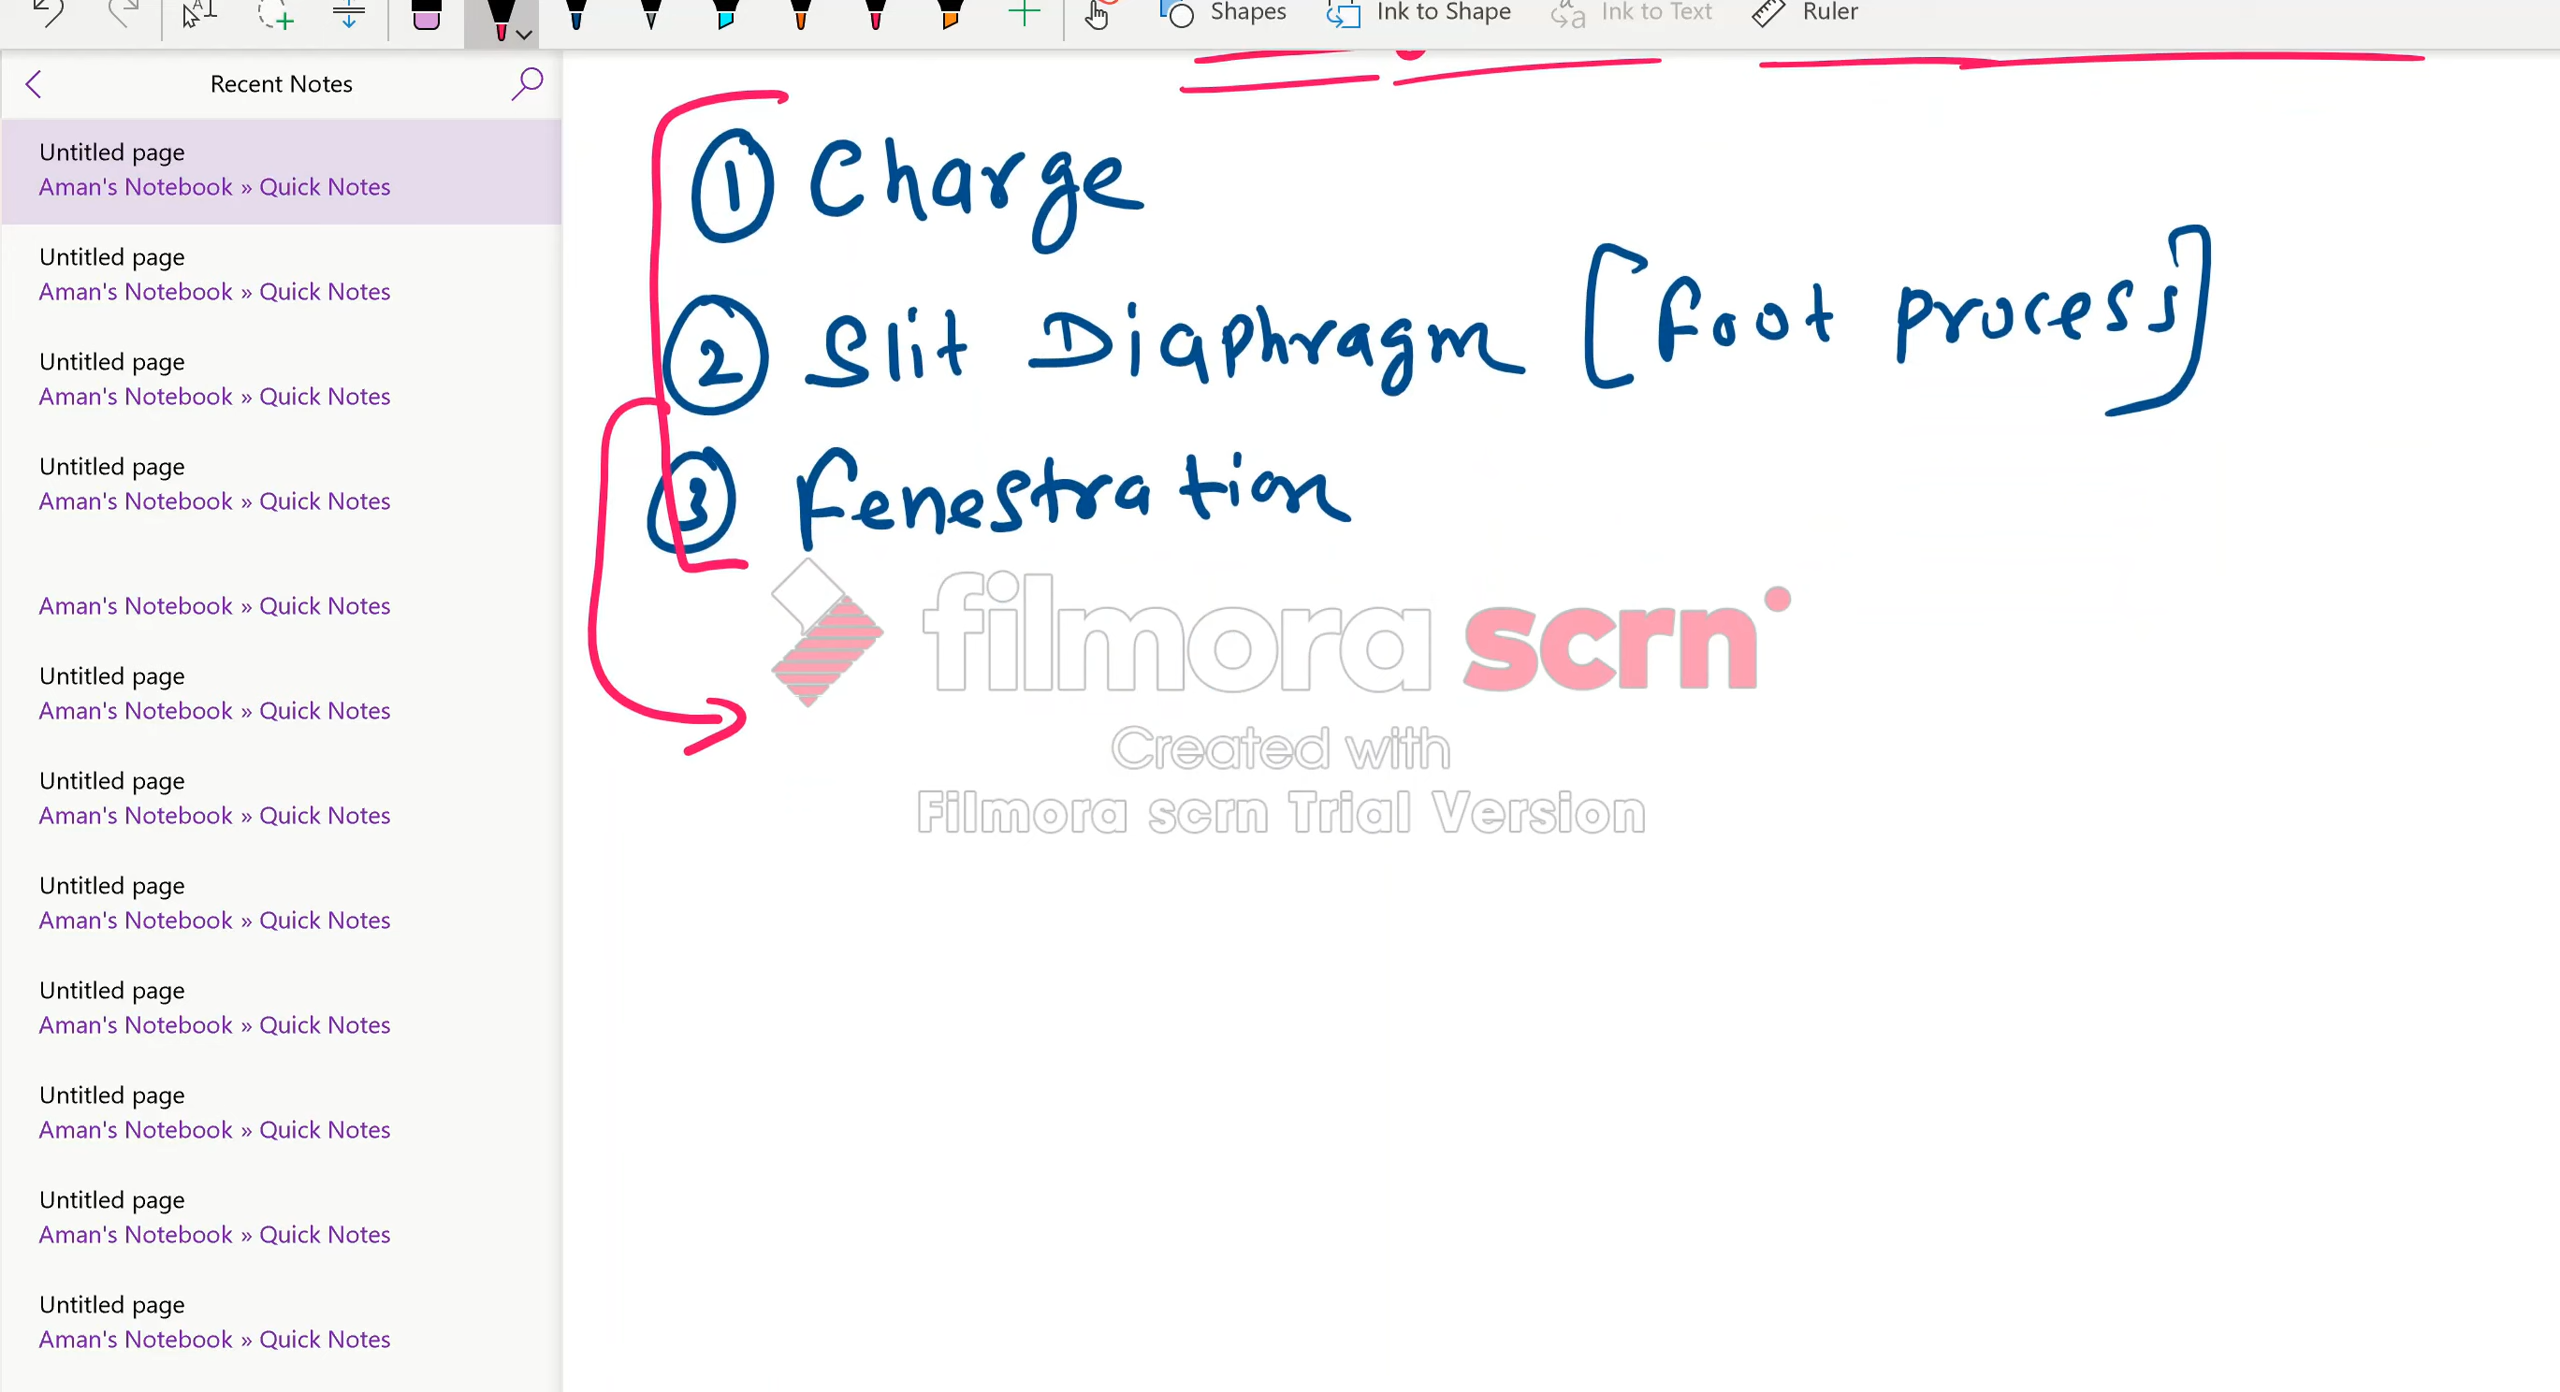 Shapes
Ink to Shape
Ink to Text
Ruler
Recent Notes
Untitled page
Aman's Notebook » Quick Notes
Untitled page
Aman's Notebook » Quick Notes
Untitled page
Aman's Notebook » Quick Notes
Untitled page
Aman's Notebook » Quick Notes
Aman's Notebook » Quick Notes
Untitled page
Aman's Notebook » Quick Notes
Untitled page
Aman's Notebook » Quick Notes
Untitled page
Aman's Notebook » Quick Notes
Untitled page
Aman's Notebook » Quick Notes
Untitled page
Aman's Notebook » Quick Notes
Untitled page
Aman's Notebook » Quick Notes
Untitled page
Aman's Notebook » Quick Notes
① Charge
② Slit Diaphragm [Foot process]
③ Fenestration
filmora scrn
Created with
Filmora scrn Trial Version